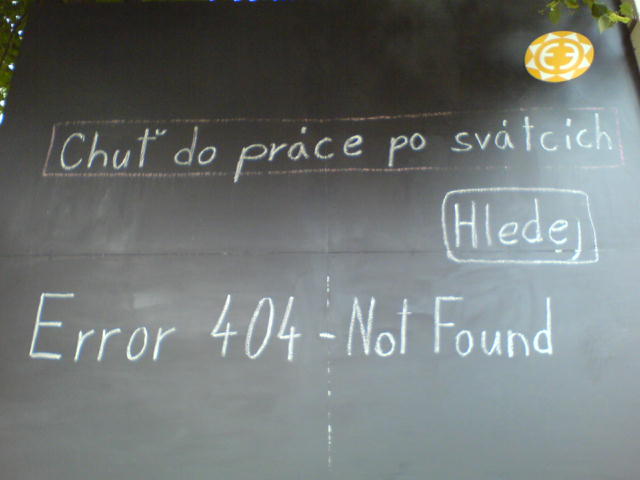 Chuť do práce po svátcích
Hledej
Error 404 - Not Found